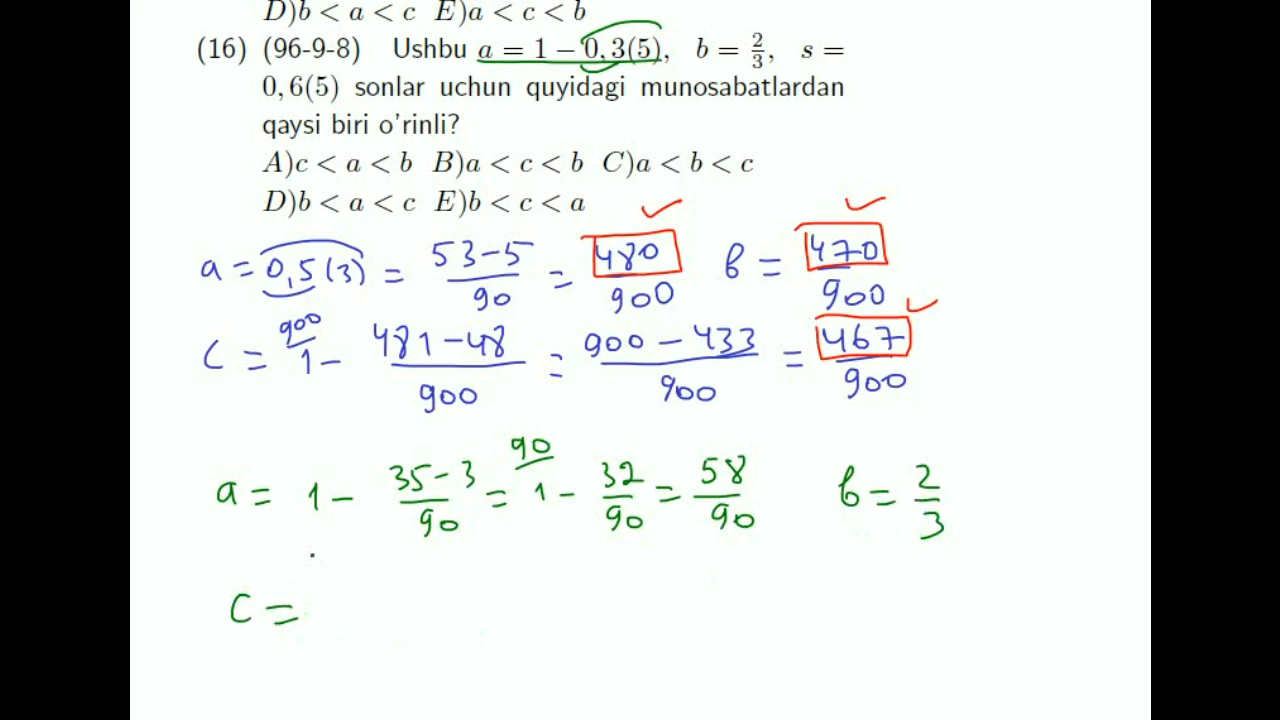 D)b < a < c E)a < c < b
(16) (96-9-8) Ushbu a = 1 − 0,3(5), b = 2/3, s =
0,6(5) sonlar uchun quyidagi munosabatlardan
qaysi biri o'rinli?
A)c < a < b B)a < c < b C)a < b < c
D)b < a < c E)b < c < a
a = 0,5(3) = 53-5/90 = 480/900 b = 470/900
c = 900/1 - 481-48/900 = 900-433/900 = 467/900
a = 1 - 35-3/90 = 90/1 - 32/90 = 58/90 b = 2/3
c =